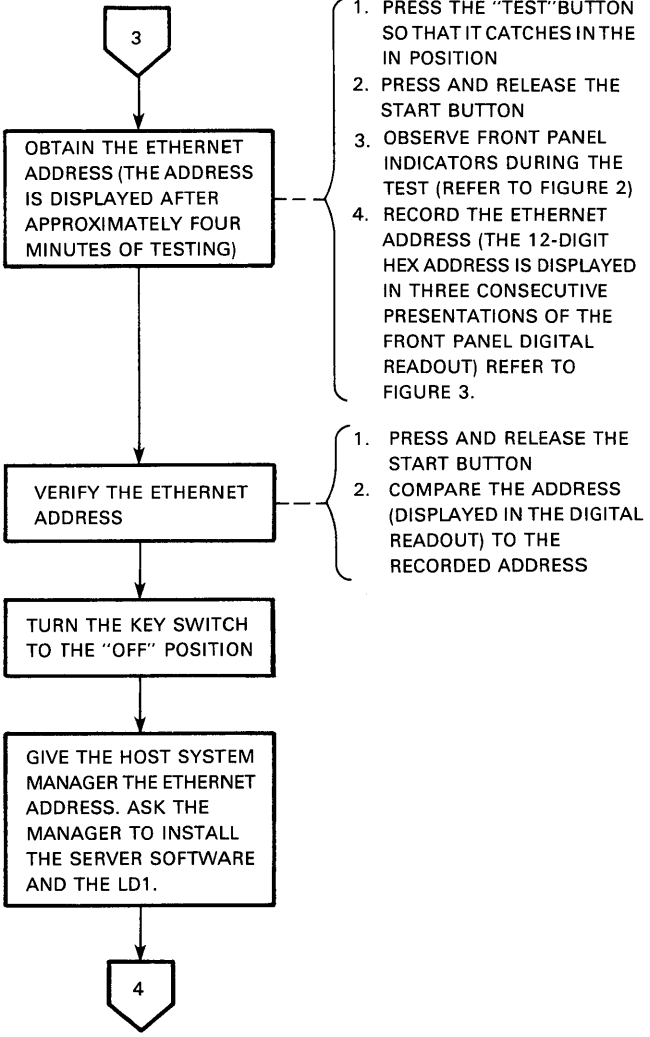 3
OBTAIN THE ETHERNET
ADDRESS (THE ADDRESS
IS DISPLAYED AFTER
APPROXIMATELY FOUR
MINUTES OF TESTING)
1. PRESS THE "TEST"BUTTON
SO THAT IT CATCHES IN THE
IN POSITION
2. PRESS AND RELEASE THE
START BUTTON
3. OBSERVE FRONT PANEL
INDICATORS DURING THE
TEST (REFER TO FIGURE 2)
4. RECORD THE ETHERNET
ADDRESS (THE 12-DIGIT
HEX ADDRESS IS DISPLAYED
IN THREE CONSECUTIVE
PRESENTATIONS OF THE
FRONT PANEL DIGITAL
READOUT) REFER TO
FIGURE 3.
VERIFY THE ETHERNET
ADDRESS
1. PRESS AND RELEASE THE
START BUTTON
2. COMPARE THE ADDRESS
(DISPLAYED IN THE DIGITAL
READOUT) TO THE
RECORDED ADDRESS
TURN THE KEY SWITCH
TO THE "OFF" POSITION
GIVE THE HOST SYSTEM
MANAGER THE ETHERNET
ADDRESS. ASK THE
MANAGER TO INSTALL
THE SERVER SOFTWARE
AND THE LD1.
4